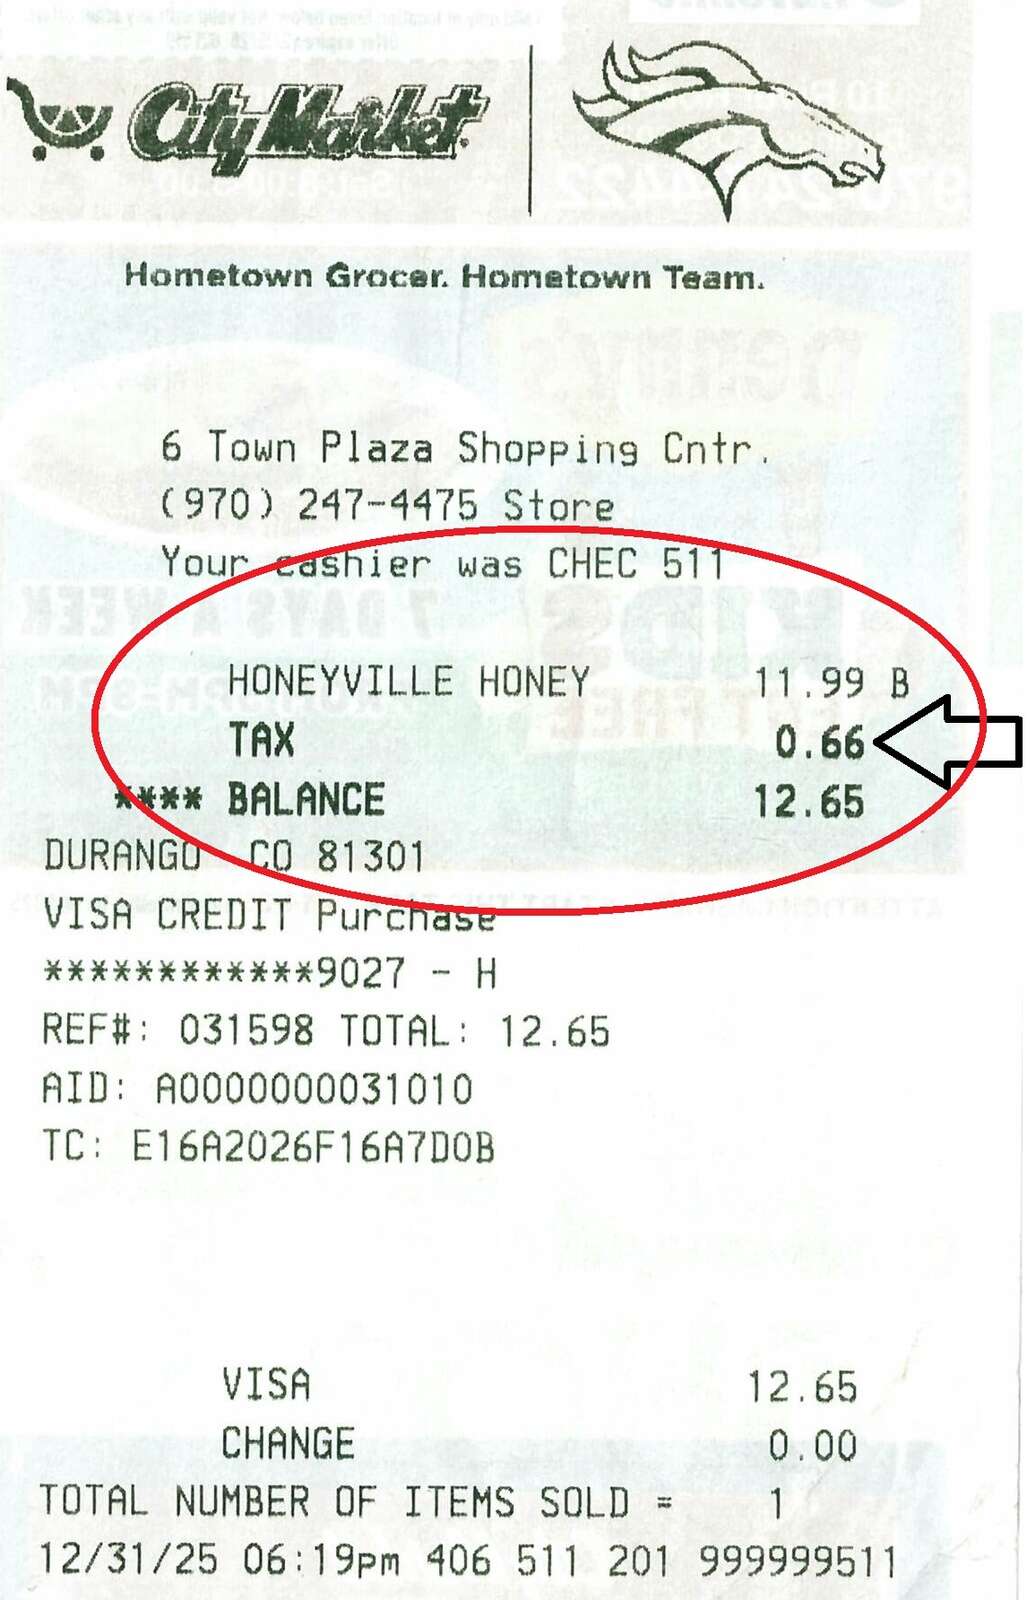 City Market
Hometown Grocer. Hometown Team.
6 Town Plaza Shopping Cntr.
(970) 247-4475 Store
Your cashier was CHEC 511
HONEYVILLE HONEY 11.99 B
TAX 0.66
**** BALANCE 12.65
DURANGO CO 81301
VISA CREDIT Purchase
************9027 - H
REF#: 031598 TOTAL: 12.65
AID: A0000000031010
TC: E16A2026F16A7D0B
VISA 12.65
CHANGE 0.00
TOTAL NUMBER OF ITEMS SOLD = 1
12/31/25 06:19pm 406 511 201 999999511